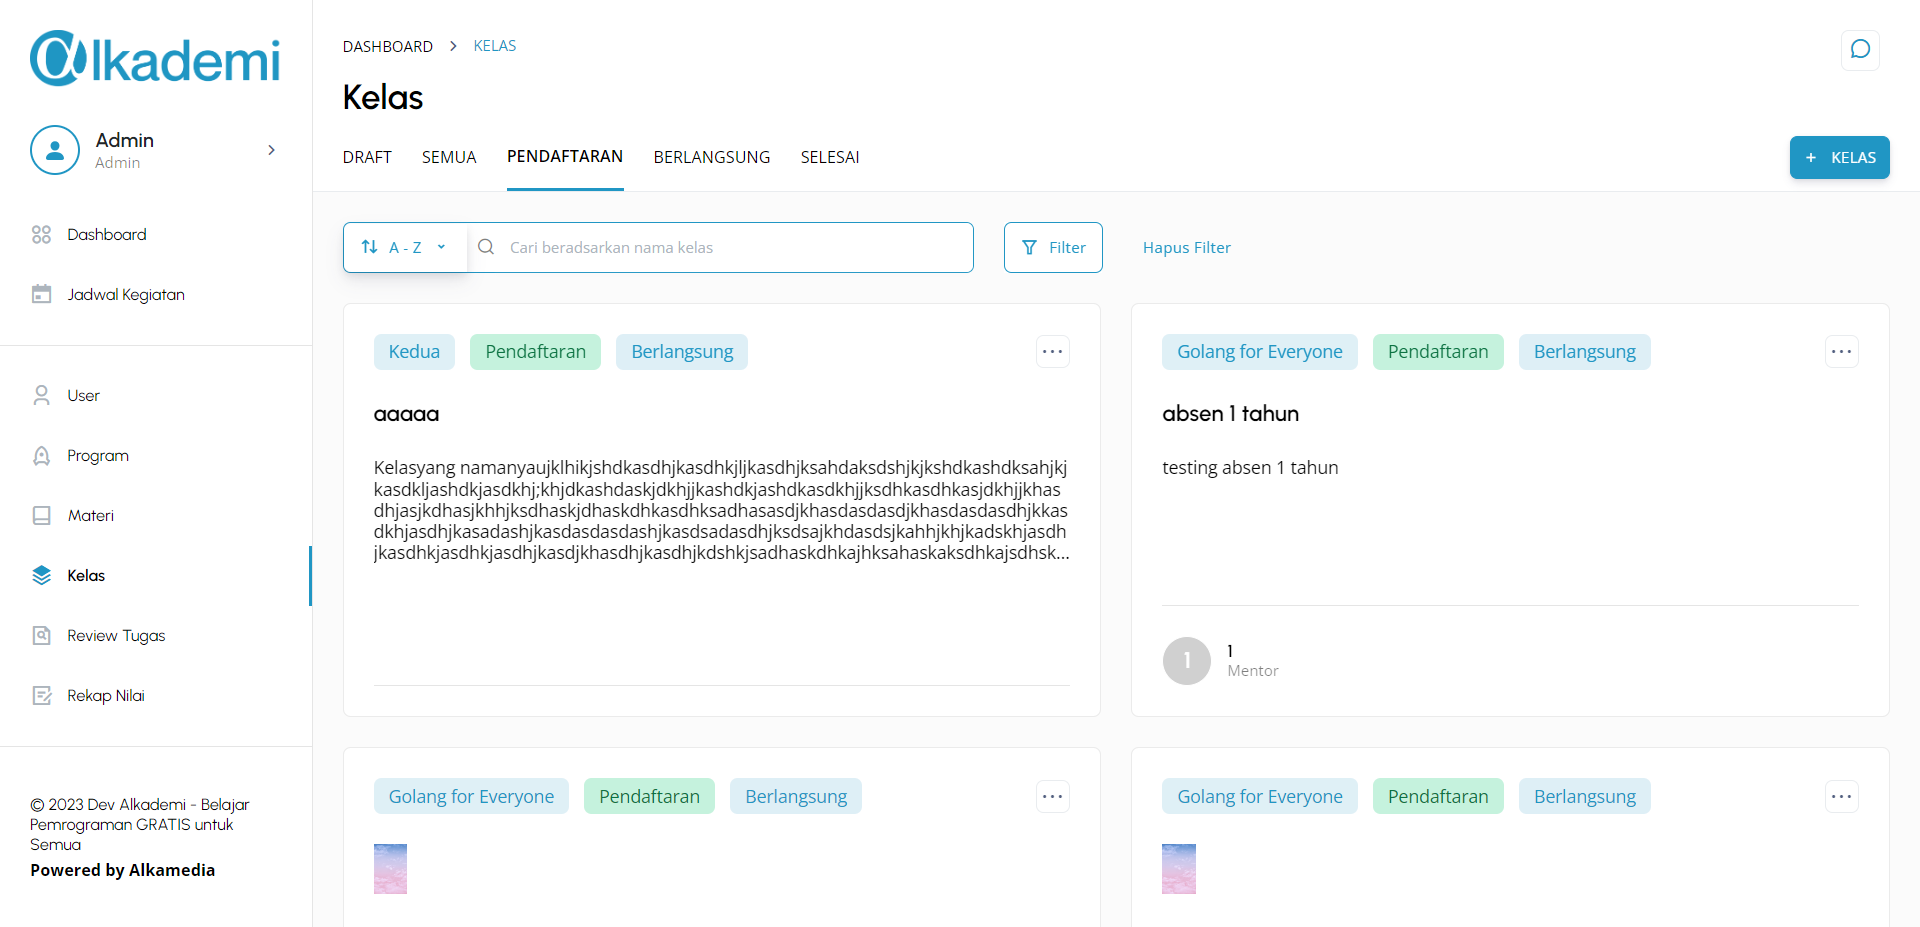 @lkademi
Admin
Admin
Dashboard
Jadwal Kegiatan
User
Program
Materi
Kelas
Review Tugas
Rekap Nilai
© 2023 Dev Alkademi - Belajar
Pemrograman GRATIS untuk
Semua
Powered by Alkamedia
DASHBOARD > KELAS
Kelas
DRAFT SEMUA PENDAFTARAN BERLANGSUNG SELESAI
+ KELAS
A - Z Cari beradsarkan nama kelas Filter Hapus Filter
Kedua Pendaftaran Berlangsung
aaaaa
Kelasyang namanyaujklhikjshdkasdhjkasdhkjljkasdhjksahdaksdshjkjkshdkashdksahjkj
kasdkljashdkjasdkhj;khjdkashdaskjdkhjjkashdkjashdkasdkhjjksdhkasdhkasjdkhjjkhas
dhjasjkdhasjkhhjksdhaskjdhaskdhkasdhksadhasasdjkhasdasdasdjkhasdasdasdhjkkas
dkhjasdhjkasadashjkasdasdasdashjkasdsadasdhjksdsajkhdasdsjkahhjkhjkadskhjasdh
jkasdhkjasdhkjasdhjkasdjkhasdhjkasdhjkdshkjsadhaskdhkajhksahaskaksdhkajsdhsk...
Golang for Everyone Pendaftaran Berlangsung
absen 1 tahun
testing absen 1 tahun
1
1
Mentor
Golang for Everyone Pendaftaran Berlangsung
Golang for Everyone Pendaftaran Berlangsung